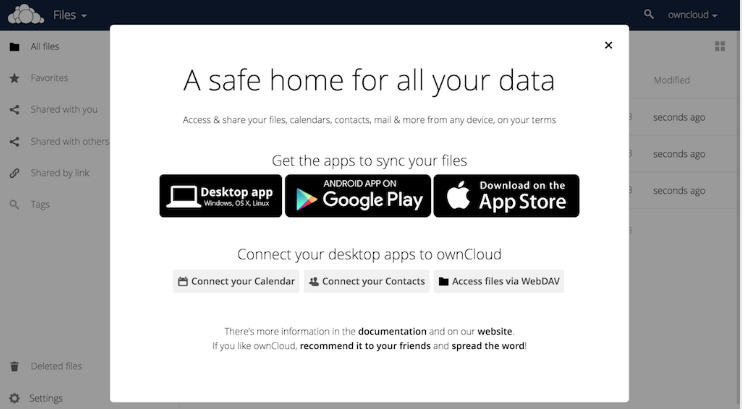 Files
owncloud
All files
Favorites
Shared with you
Shared with others
Shared by link
Tags
Deleted files
Settings
Modified
seconds ago
seconds ago
seconds ago
A safe home for all your data
Access & share your files, calendars, contacts, mail & more from any device, on your terms
Get the apps to sync your files
Desktop app
Windows, OS X, Linux
ANDROID APP ON
Google Play
Download on the
App Store
Connect your desktop apps to ownCloud
Connect your Calendar
Connect your Contacts
Access files via WebDAV
There's more information in the documentation and on our website.
If you like ownCloud, recommend it to your friends and spread the word!